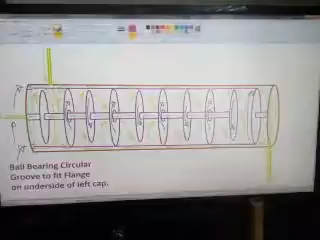 Ball Bearing Circular
Groove to fit Flange
on underside of left cap.